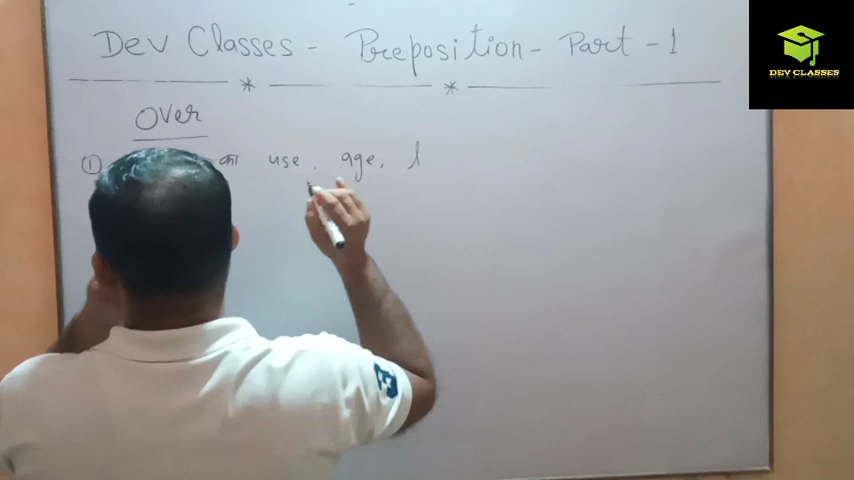 Dev Classes - Preposition - Part - 1
DEV CLASSES
Over
① का use, age, l